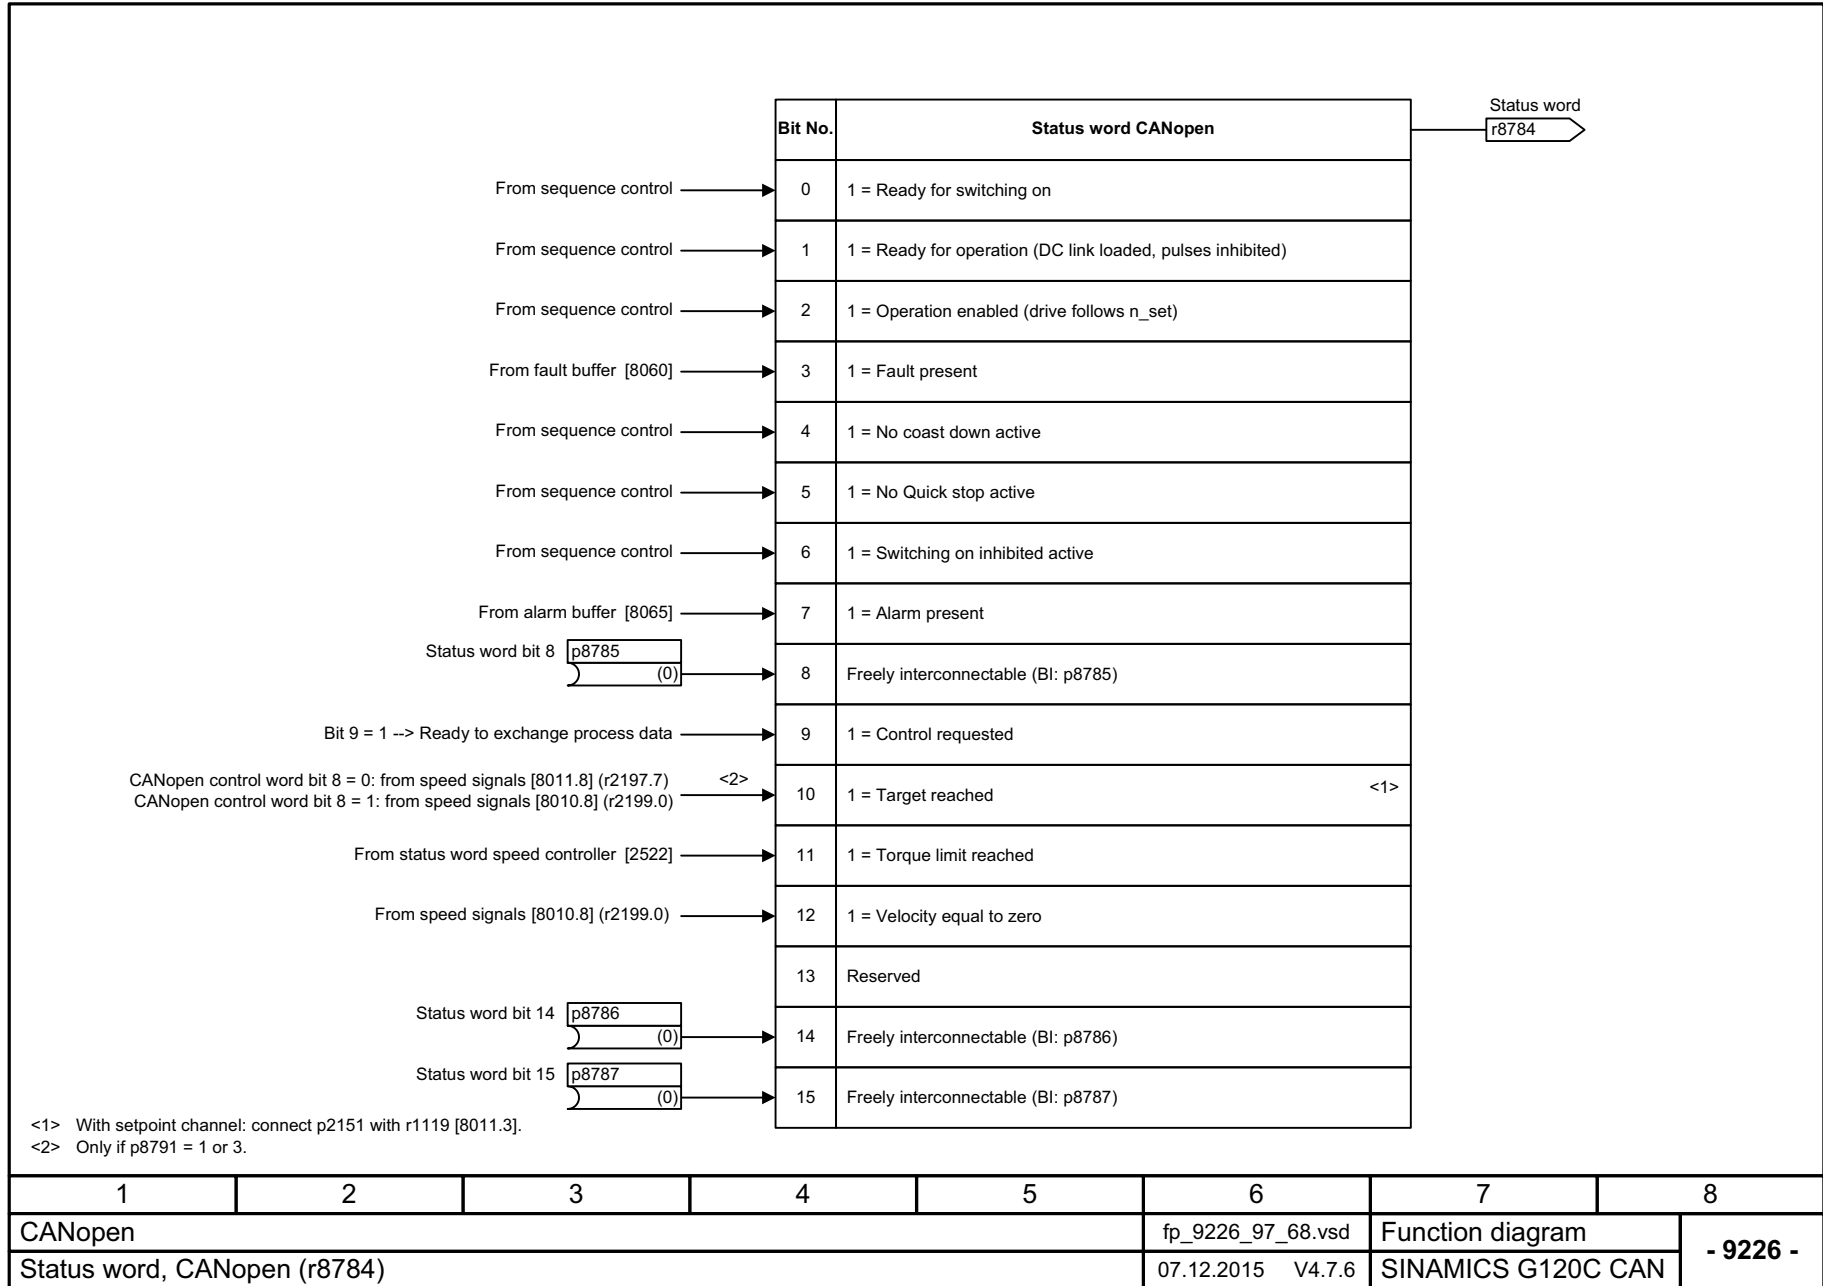 Status word
r8784
Bit No. Status word CANopen
From sequence control 0 1 = Ready for switching on
From sequence control 1 1 = Ready for operation (DC link loaded, pulses inhibited)
From sequence control 2 1 = Operation enabled (drive follows n_set)
From fault buffer [8060] 3 1 = Fault present
From sequence control 4 1 = No coast down active
From sequence control 5 1 = No Quick stop active
From sequence control 6 1 = Switching on inhibited active
From alarm buffer [8065] 7 1 = Alarm present
Status word bit 8 p8785
(0) 8 Freely interconnectable (BI: p8785)
Bit 9 = 1 --> Ready to exchange process data 9 1 = Control requested
CANopen control word bit 8 = 0: from speed signals [8011.8] (r2197.7) <2>
CANopen control word bit 8 = 1: from speed signals [8010.8] (r2199.0)
10 1 = Target reached <1>
From status word speed controller [2522] 11 1 = Torque limit reached
From speed signals [8010.8] (r2199.0) 12 1 = Velocity equal to zero
13 Reserved
Status word bit 14 p8786
(0) 14 Freely interconnectable (BI: p8786)
Status word bit 15 p8787
(0) 15 Freely interconnectable (BI: p8787)
<1> With setpoint channel: connect p2151 with r1119 [8011.3].
<2> Only if p8791 = 1 or 3.
1 2 3 4 5 6 7 8
CANopen fp_9226_97_68.vsd Function diagram
- 9226 -
Status word, CANopen (r8784) 07.12.2015 V4.7.6 SINAMICS G120C CAN